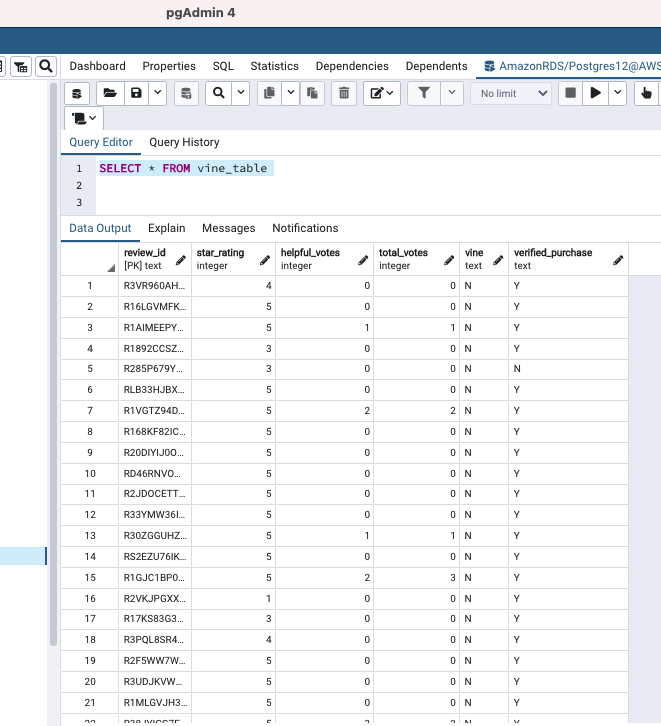 pgAdmin 4
Dashboard Properties SQL Statistics Dependencies Dependents AmazonRDS/Postgres12@AWS
No limit
Query Editor Query History
1 SELECT * FROM vine_table
2
3
Data Output Explain Messages Notifications
review_id star_rating helpful_votes total_votes vine verified_purchase
[PK] text integer integer integer text text
1 R3VR960AH... 4 0 0 N Y
2 R16LGVMFK... 5 0 0 N Y
3 R1AIMEEPY... 5 1 1 N Y
4 R1892CCSZ... 3 0 0 N Y
5 R285P679Y... 3 0 0 N N
6 RLB33HJBX... 5 0 0 N Y
7 R1VGTZ94D... 5 2 2 N Y
8 R168KF82IC... 5 0 0 N Y
9 R20DIYIJ0O... 5 0 0 N Y
10 RD46RNVO... 5 0 0 N Y
11 R2JDOCETT... 5 0 0 N Y
12 R33YMW36I... 5 0 0 N Y
13 R30ZGGUHZ... 5 1 1 N Y
14 RS2EZU76IK... 5 0 0 N Y
15 R1GJC1BP0... 5 2 3 N Y
16 R2VKJPGXX... 1 0 0 N Y
17 R17KS83G3... 3 0 0 N Y
18 R3PQL8SR4... 4 0 0 N Y
19 R2F5WW7W... 5 0 0 N Y
20 R3UDJKVW... 5 0 0 N Y
21 R1MLGVJH3... 5 0 0 N Y